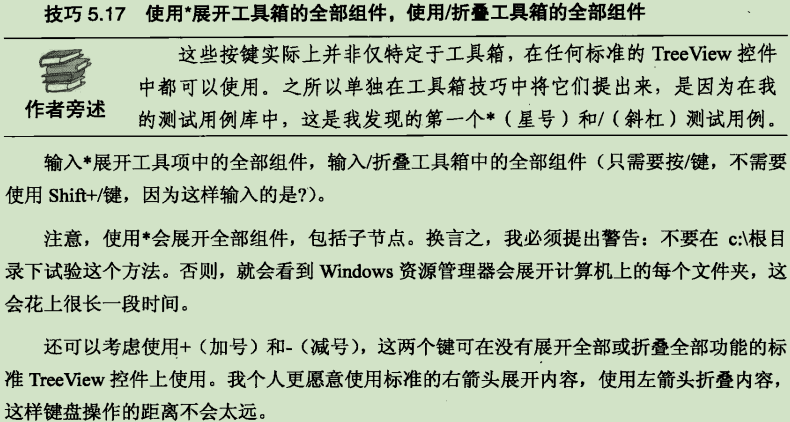 技巧 5.17 使用*展开工具箱的全部组件，使用/折叠工具箱的全部组件
这些按键实际上并非仅特定于工具箱，在任何标准的 TreeView 控件
中都可以使用。之所以单独在工具箱技巧中将它们提出来，是因为在我
作者旁述
的测试用例库中，这是我发现的第一个*（星号）和/（斜杠）测试用例。
输入*展开工具项中的全部组件，输入/折叠工具箱中的全部组件（只需要按/键，不需要
使用 Shift+/键，因为这样输入的是?）。
注意，使用*会展开全部组件，包括子节点。换言之，我必须提出警告：不要在 c:\根目
录下试验这个方法。否则，就会看到 Windows 资源管理器会展开计算机上的每个文件夹，这
会花上很长一段时间。
还可以考虑使用+（加号）和-（减号），这两个键可在没有展开全部或折叠全部功能的标
准 TreeView 控件上使用。我个人更愿意使用标准的右箭头展开内容，使用左箭头折叠内容，
这样键盘操作的距离不会太远。